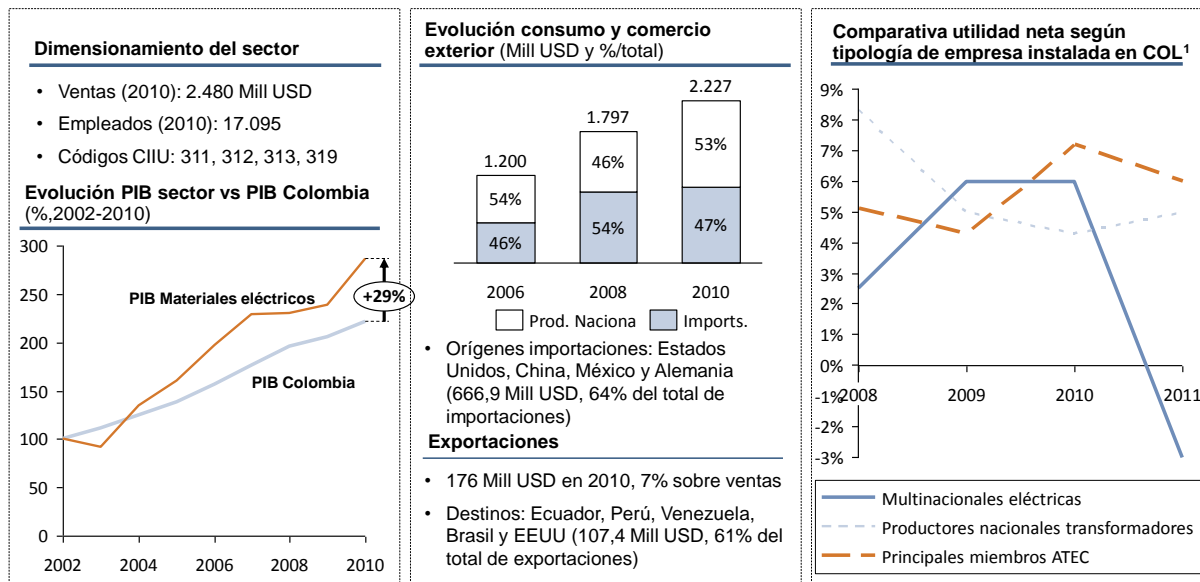 Dimensionamiento del sector
• Ventas (2010): 2.480 Mill USD
• Empleados (2010): 17.095
• Códigos CIIU: 311, 312, 313, 319
Evolución PIB sector vs PIB Colombia
(%,2002-2010)
300
250
200
150
100
50
0
PIB Materiales eléctricos
+29%
PIB Colombia
2002 2004 2006 2008 2010
Evolución consumo y comercio
exterior (Mill USD y %/total)
1.200
54%
46%
1.797
46%
54%
2.227
53%
47%
2006 2008 2010
Prod. Naciona Imports.
• Orígenes importaciones: Estados
Unidos, China, México y Alemania
(666,9 Mill USD, 64% del total de
importaciones)
Exportaciones
• 176 Mill USD en 2010, 7% sobre ventas
• Destinos: Ecuador, Perú, Venezuela,
Brasil y EEUU (107,4 Mill USD, 61% del
total de exportaciones)
Comparativa utilidad neta según
tipología de empresa instalada en COL1
9%
8%
7%
6%
5%
4%
3%
2%
1%
0%
-1%
-2%
-3%
2008 2009 2010 2011
Multinacionales eléctricas
Productores nacionales transformadores
Principales miembros ATEC